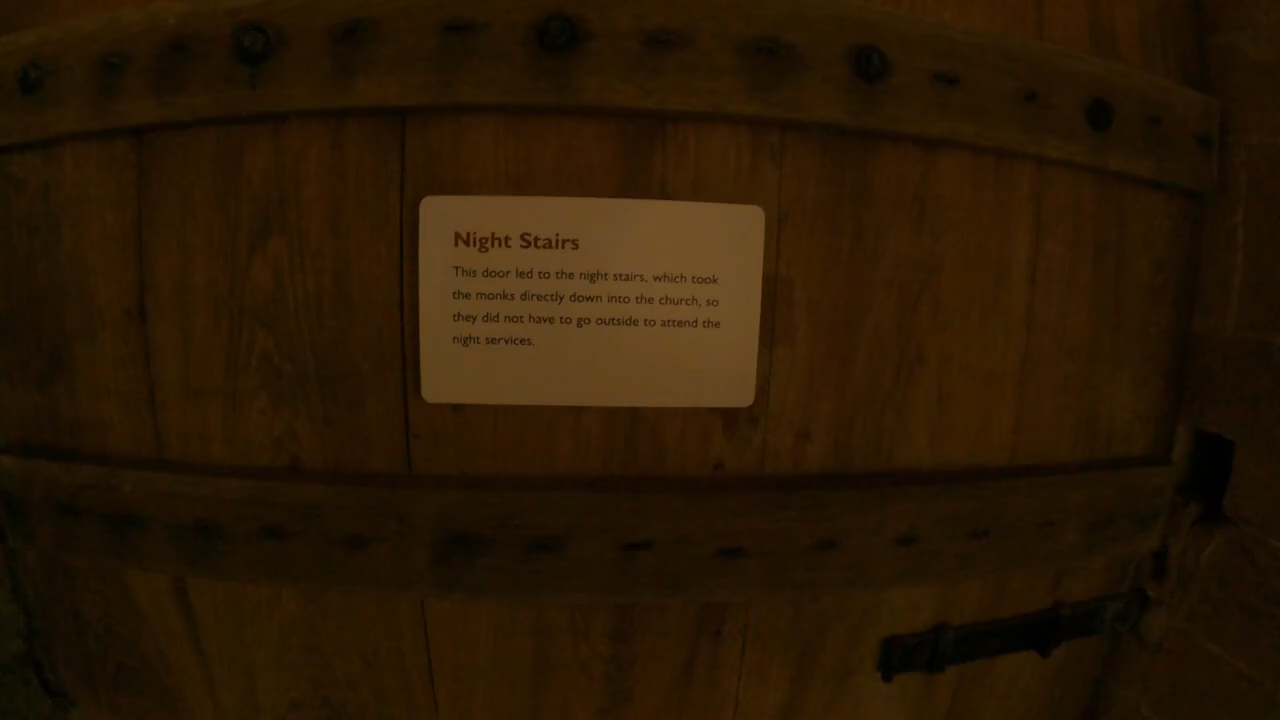 Night Stairs
This door led to the night stairs, which took
the monks directly down into the church, so
they did not have to go outside to attend the
night services.